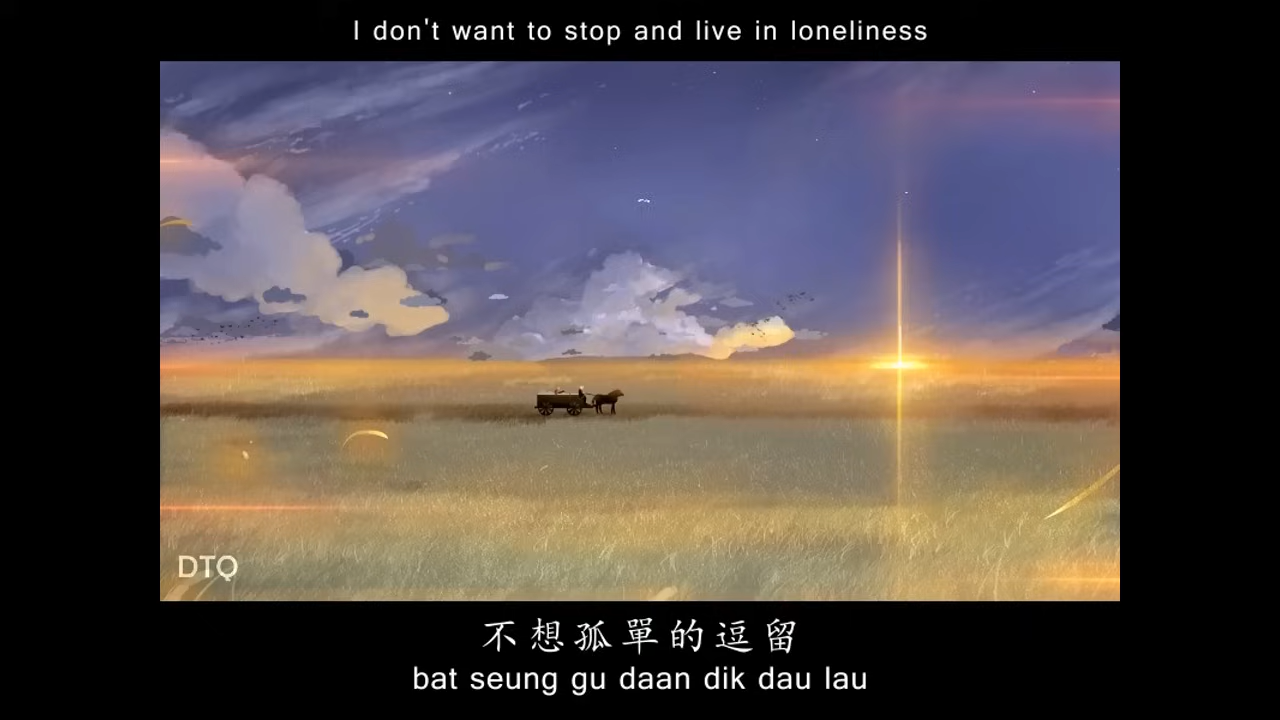 I don't want to stop and live in loneliness
DTQ
不想孤單的逗留
bat seung gu daan dik dau lau